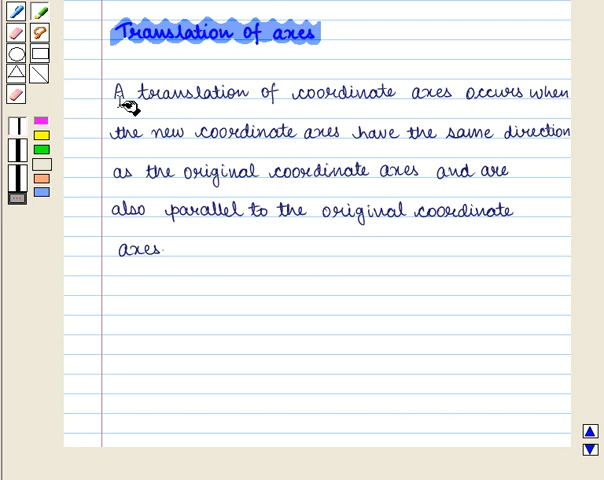 Translation of axes
A translation of coordinate axes occurs when
the new coordinate axes have the same direction
as the original coordinate axes and are
also parallel to the original coordinate
axes.